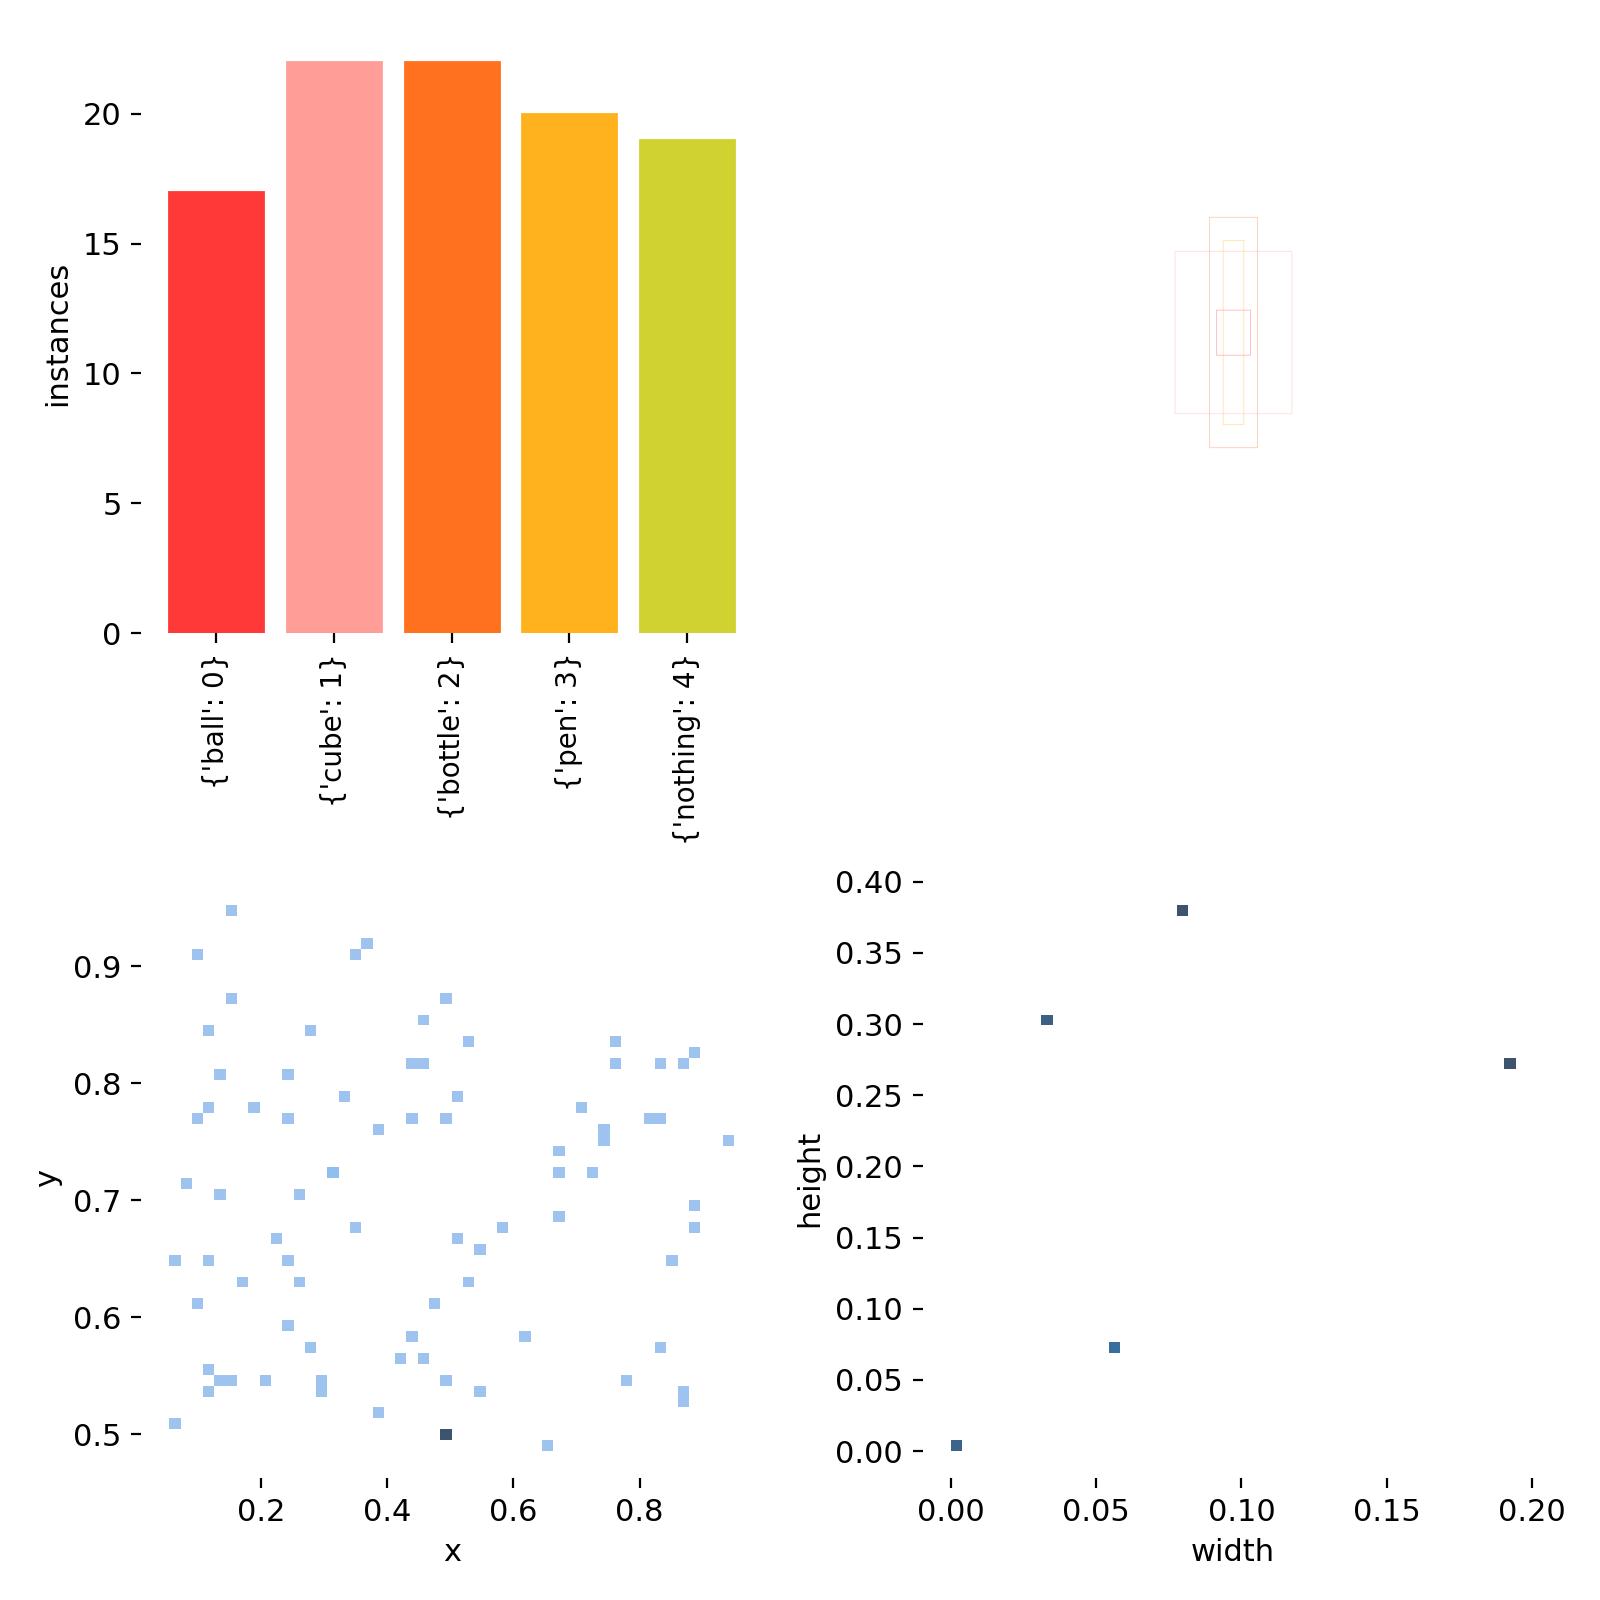 instances
20
15
10
5
0
{'ball': 0}
{'cube': 1}
{'bottle': 2}
{'pen': 3}
{'nothing': 4}
y
0.9
0.8
0.7
0.6
0.5
0.2 0.4 0.6 0.8
x
height
0.40
0.35
0.30
0.25
0.20
0.15
0.10
0.05
0.00
0.00 0.05 0.10 0.15 0.20
width